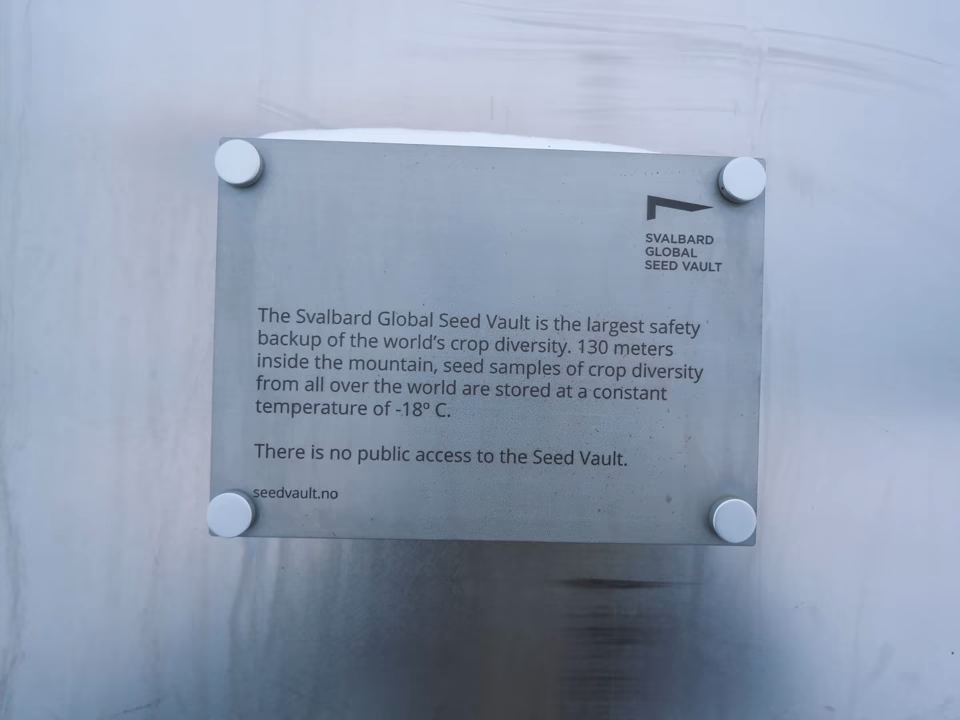 SVALBARD
GLOBAL
SEED VAULT
The Svalbard Global Seed Vault is the largest safety
backup of the world's crop diversity. 130 meters
inside the mountain, seed samples of crop diversity
from all over the world are stored at a constant
temperature of -18º C.
There is no public access to the Seed Vault.
seedvault.no